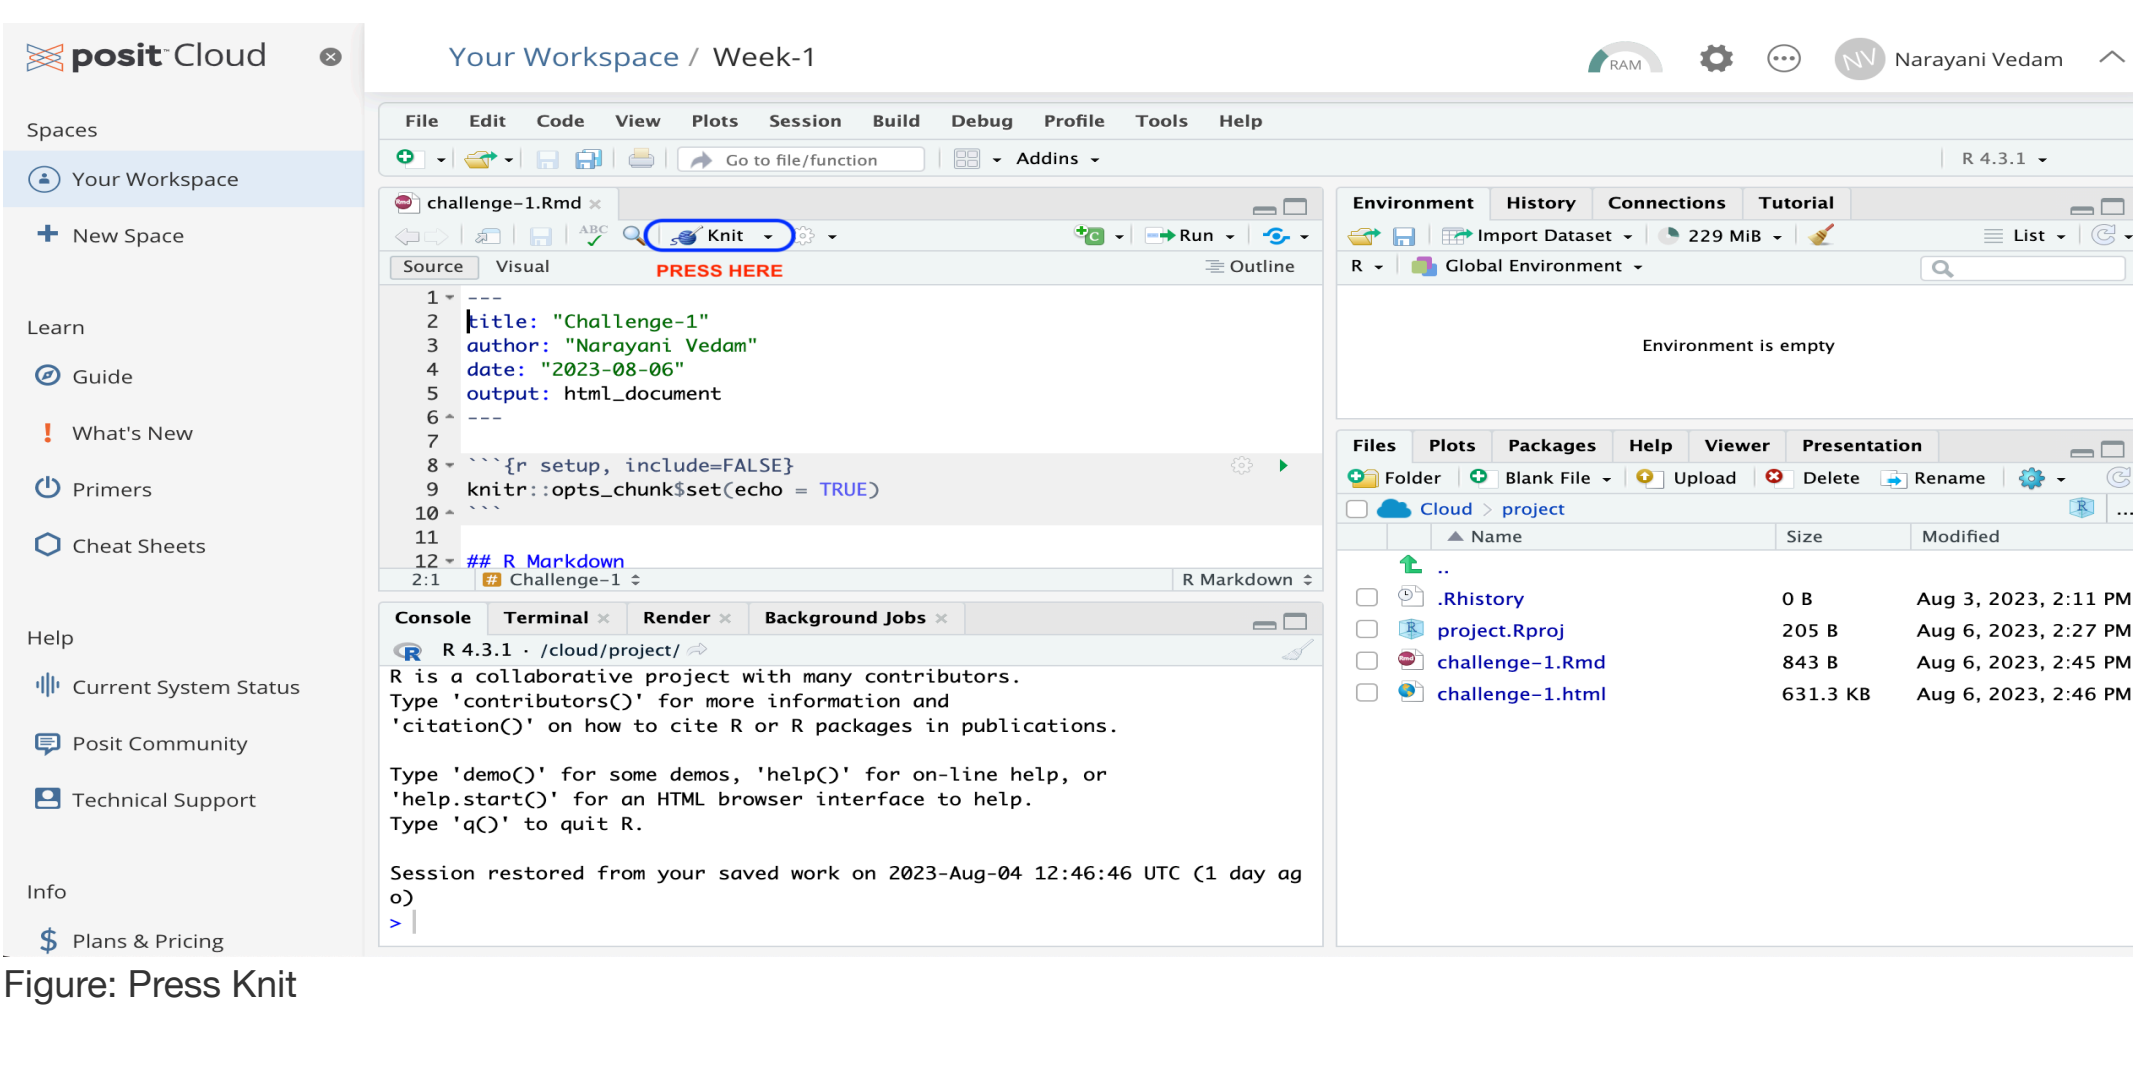 posit Cloud
Your Workspace / Week-1
RAM
NV
Narayani Vedam
Spaces
Your Workspace
New Space
Learn
Guide
What's New
Primers
Cheat Sheets
Help
Current System Status
Posit Community
Technical Support
Info
Plans & Pricing
File Edit Code View Plots Session Build Debug Profile Tools Help
Go to file/function Addins R 4.3.1
challenge-1.Rmd
ABC Knit Run
Source Visual PRESS HERE Outline
1 ---
2 title: "Challenge-1"
3 author: "Narayani Vedam"
4 date: "2023-08-06"
5 output: html_document
6 ---
7
8 ```{r setup, include=FALSE}
9 knitr::opts_chunk$set(echo = TRUE)
10 ```
11
12 ## R Markdown
2:1 # Challenge-1 R Markdown
Console Terminal Render Background Jobs
R 4.3.1 · /cloud/project/
R is a collaborative project with many contributors.
Type 'contributors()' for more information and
'citation()' on how to cite R or R packages in publications.
Type 'demo()' for some demos, 'help()' for on-line help, or
'help.start()' for an HTML browser interface to help.
Type 'q()' to quit R.
Session restored from your saved work on 2023-Aug-04 12:46:46 UTC (1 day ag
o)
>
Environment History Connections Tutorial
Import Dataset 229 MiB List
R Global Environment
Environment is empty
Files Plots Packages Help Viewer Presentation
Folder Blank File Upload Delete Rename
Cloud > project ...
Name Size Modified
..
.Rhistory 0 B Aug 3, 2023, 2:11 PM
project.Rproj 205 B Aug 6, 2023, 2:27 PM
challenge-1.Rmd 843 B Aug 6, 2023, 2:45 PM
challenge-1.html 631.3 KB Aug 6, 2023, 2:46 PM
Figure: Press Knit